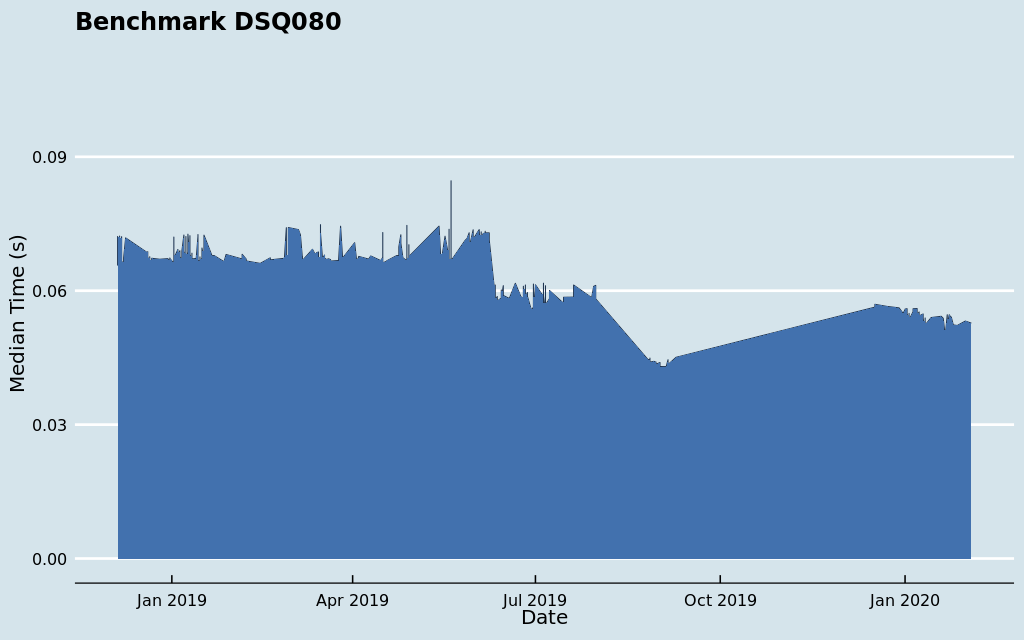 Benchmark DSQ080
Median Time (s)
0.09
0.06
0.03
0.00
Jan 2019
Apr 2019
Jul 2019
Oct 2019
Jan 2020
Date